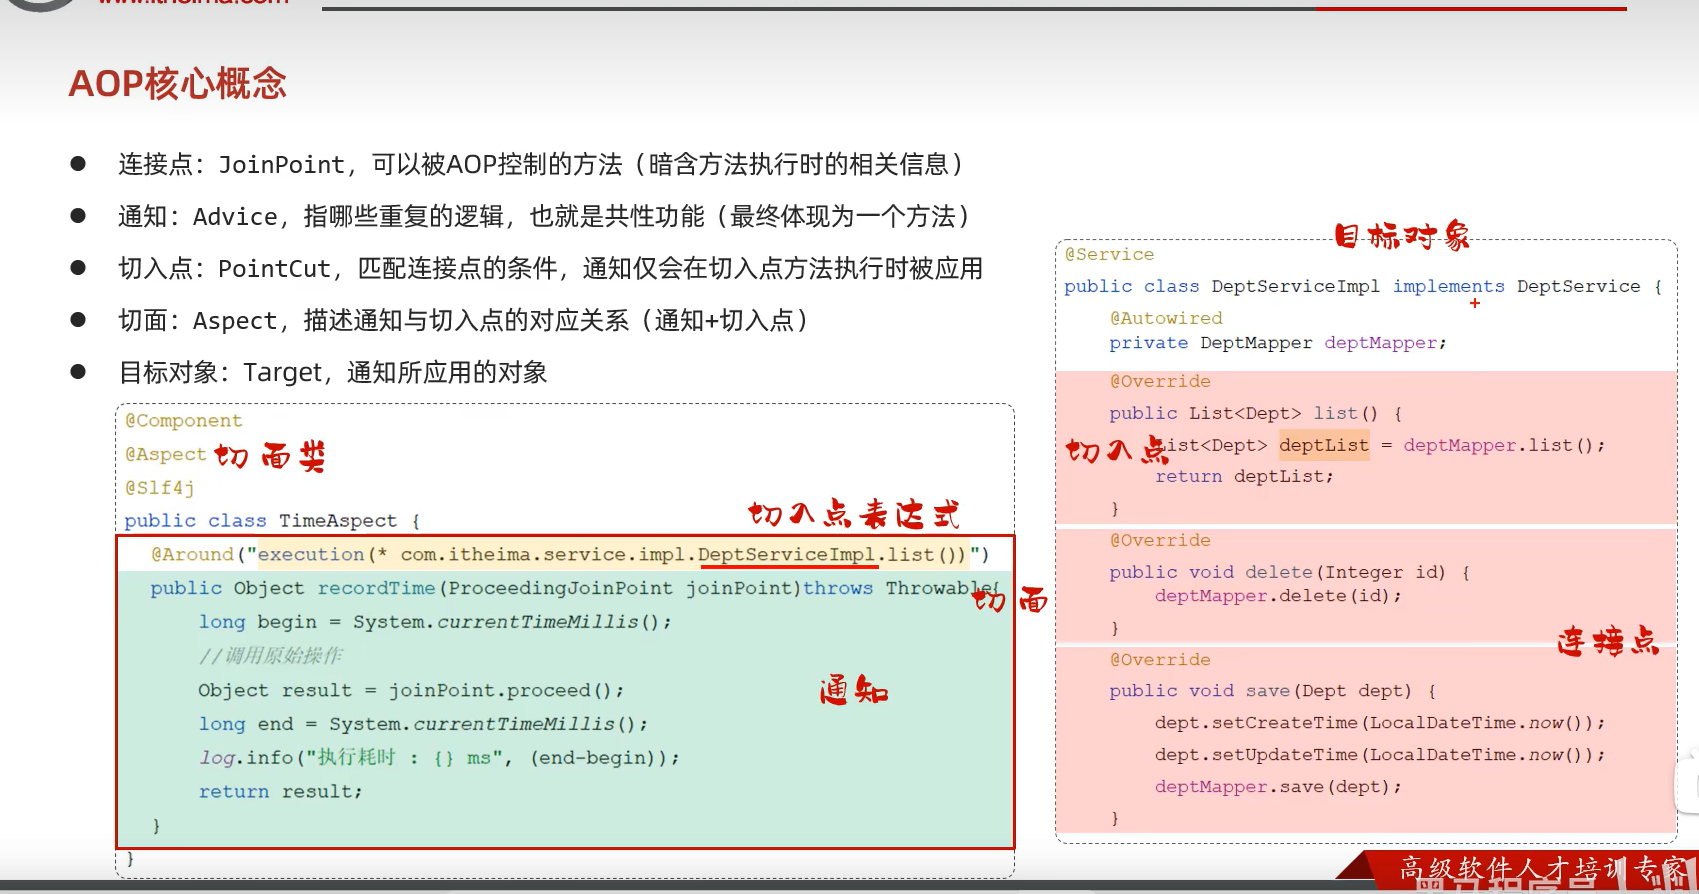 www.itheima.com
AOP核心概念
● 连接点：JoinPoint，可以被AOP控制的方法（暗含方法执行时的相关信息）
● 通知：Advice，指哪些重复的逻辑，也就是共性功能（最终体现为一个方法）
● 切入点：PointCut，匹配连接点的条件，通知仅会在切入点方法执行时被应用
● 切面：Aspect，描述通知与切入点的对应关系（通知+切入点）
● 目标对象：Target，通知所应用的对象
@Component
@Aspect 切面类
@Slf4j
public class TimeAspect {
切入点表达式
@Around("execution(* com.itheima.service.impl.DeptServiceImpl.list())")
public Object recordTime(ProceedingJoinPoint joinPoint)throws Throwable{
切面
long begin = System.currentTimeMillis();
//调用原始操作
Object result = joinPoint.proceed();
通知
long end = System.currentTimeMillis();
log.info("执行耗时 : {} ms", (end-begin));
return result;
}
}
目标对象
@Service
public class DeptServiceImpl implements DeptService {
@Autowired
private DeptMapper deptMapper;
@Override
public List<Dept> list() {
切入点
List<Dept> deptList = deptMapper.list();
return deptList;
}
@Override
public void delete(Integer id) {
deptMapper.delete(id);
}
连接点
@Override
public void save(Dept dept) {
dept.setCreateTime(LocalDateTime.now());
dept.setUpdateTime(LocalDateTime.now());
deptMapper.save(dept);
}
高级软件人才培训专家